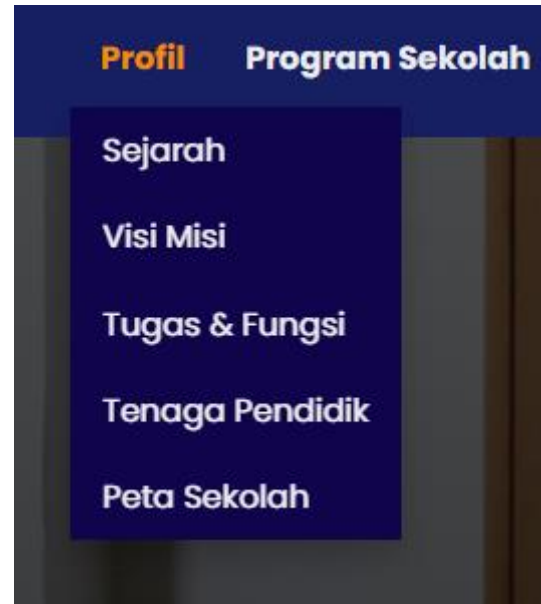 Profil Program Sekolah
Sejarah
Visi Misi
Tugas & Fungsi
Tenaga Pendidik
Peta Sekolah